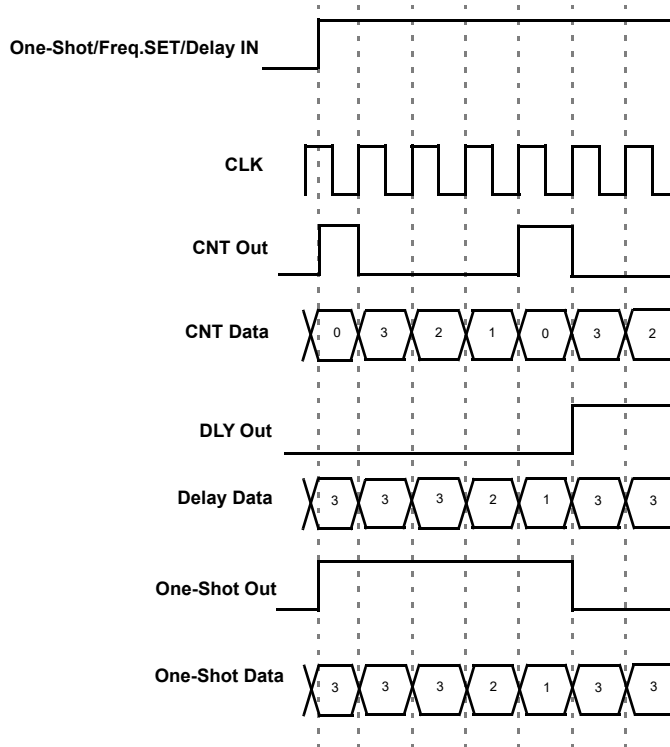 One-Shot/Freq.SET/Delay IN
CLK
CNT Out
CNT Data 0 3 2 1 0 3 2
DLY Out
Delay Data 3 3 3 2 1 3 3
One-Shot Out
One-Shot Data 3 3 3 2 1 3 3